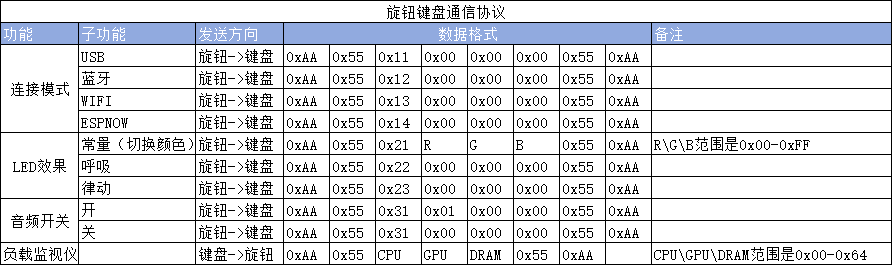 旋钮键盘通信协议
功能 子功能 发送方向 数据格式 备注
连接模式 USB 旋钮->键盘 0xAA 0x55 0x11 0x00 0x00 0x00 0x55 0xAA
蓝牙 旋钮->键盘 0xAA 0x55 0x12 0x00 0x00 0x00 0x55 0xAA
WIFI 旋钮->键盘 0xAA 0x55 0x13 0x00 0x00 0x00 0x55 0xAA
ESPNOW 旋钮->键盘 0xAA 0x55 0x14 0x00 0x00 0x00 0x55 0xAA
LED效果 常量（切换颜色） 旋钮->键盘 0xAA 0x55 0x21 R G B 0x55 0xAA R\G\B范围是0x00-0xFF
呼吸 旋钮->键盘 0xAA 0x55 0x22 0x00 0x00 0x00 0x55 0xAA
律动 旋钮->键盘 0xAA 0x55 0x23 0x00 0x00 0x00 0x55 0xAA
音频开关 开 旋钮->键盘 0xAA 0x55 0x31 0x01 0x00 0x00 0x55 0xAA
关 旋钮->键盘 0xAA 0x55 0x31 0x00 0x00 0x00 0x55 0xAA
负载监视仪 键盘->旋钮 0xAA 0x55 CPU GPU DRAM 0x55 0xAA CPU\GPU\DRAM范围是0x00-0x64